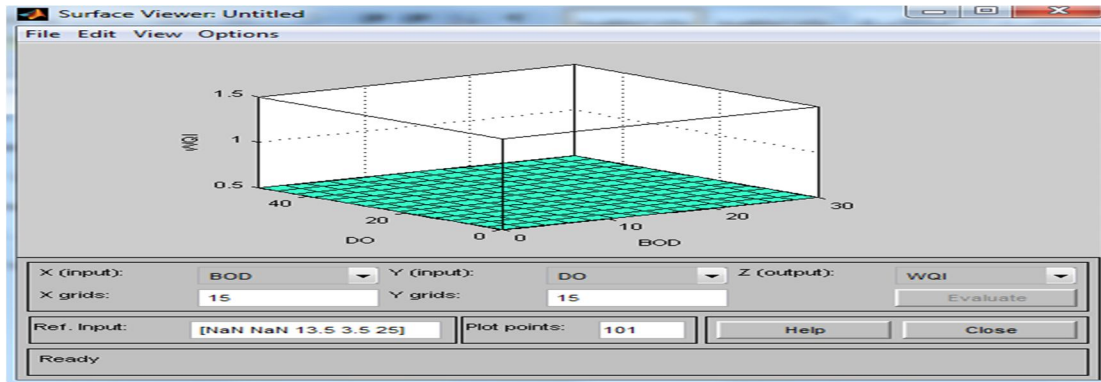 Surface Viewer: Untitled
File Edit View Options
1.5
1
0.5
WQI
40
20
0
DO
0
10
20
30
BOD
X (input): BOD Y (input): DO Z (output): WQI
X grids: 15 Y grids: 15 Evaluate
Ref. Input: [NaN NaN 13.5 3.5 25] Plot points: 101 Help Close
Ready